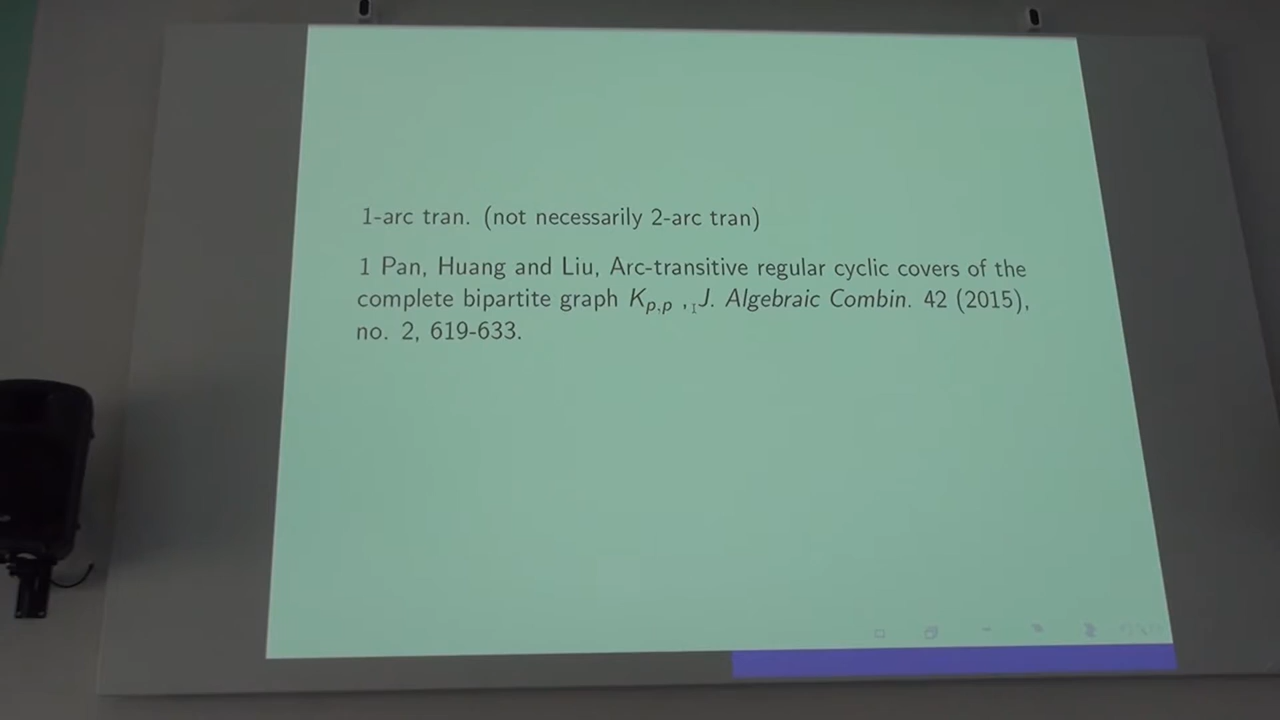 1-arc tran. (not necessarily 2-arc tran)
1 Pan, Huang and Liu, Arc-transitive regular cyclic covers of the
complete bipartite graph K_{p,p} , J. Algebraic Combin. 42 (2015),
no. 2, 619-633.